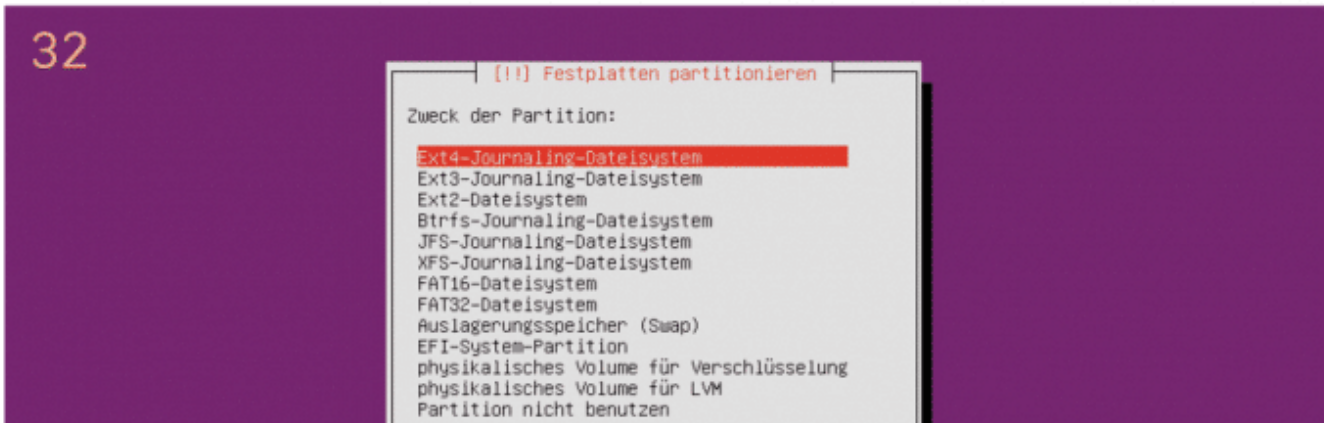 32
[!!] Festplatten partitionieren
Zweck der Partition:
Ext4-Journaling-Dateisystem
Ext3-Journaling-Dateisystem
Ext2-Dateisystem
Btrfs-Journaling-Dateisystem
JFS-Journaling-Dateisystem
XFS-Journaling-Dateisystem
FAT16-Dateisystem
FAT32-Dateisystem
Auslagerungsspeicher (Swap)
EFI-System-Partition
physikalisches Volume für Verschlüsselung
physikalisches Volume für LVM
Partition nicht benutzen